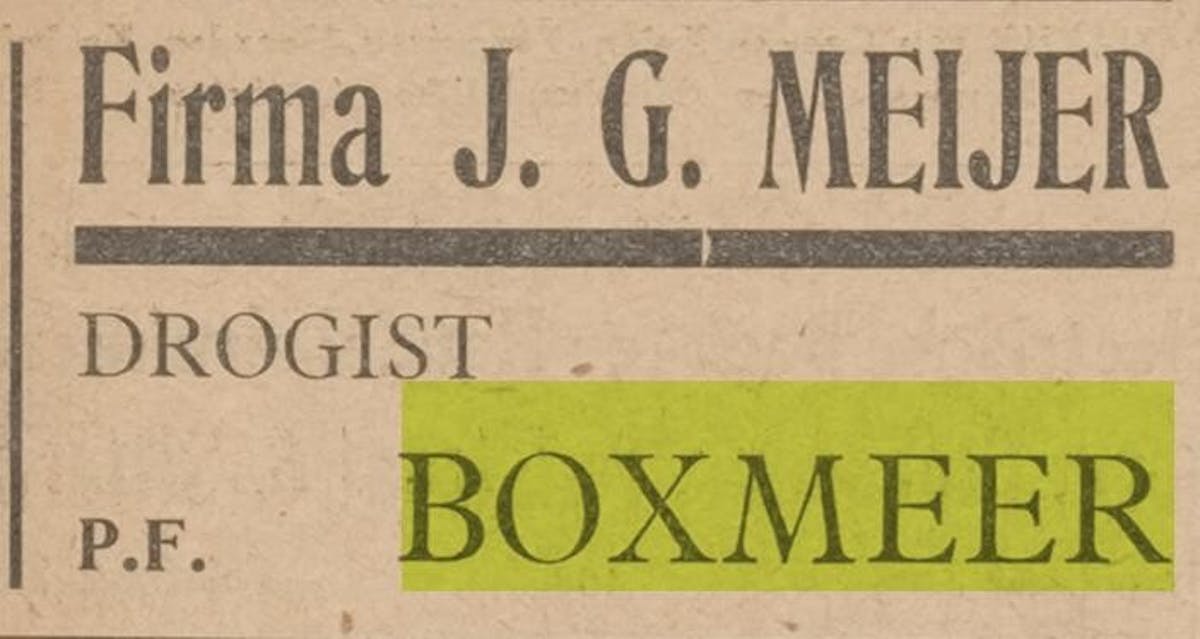 Firma J. G. MEIJER
DROGIST
BOXMEER
P.F.